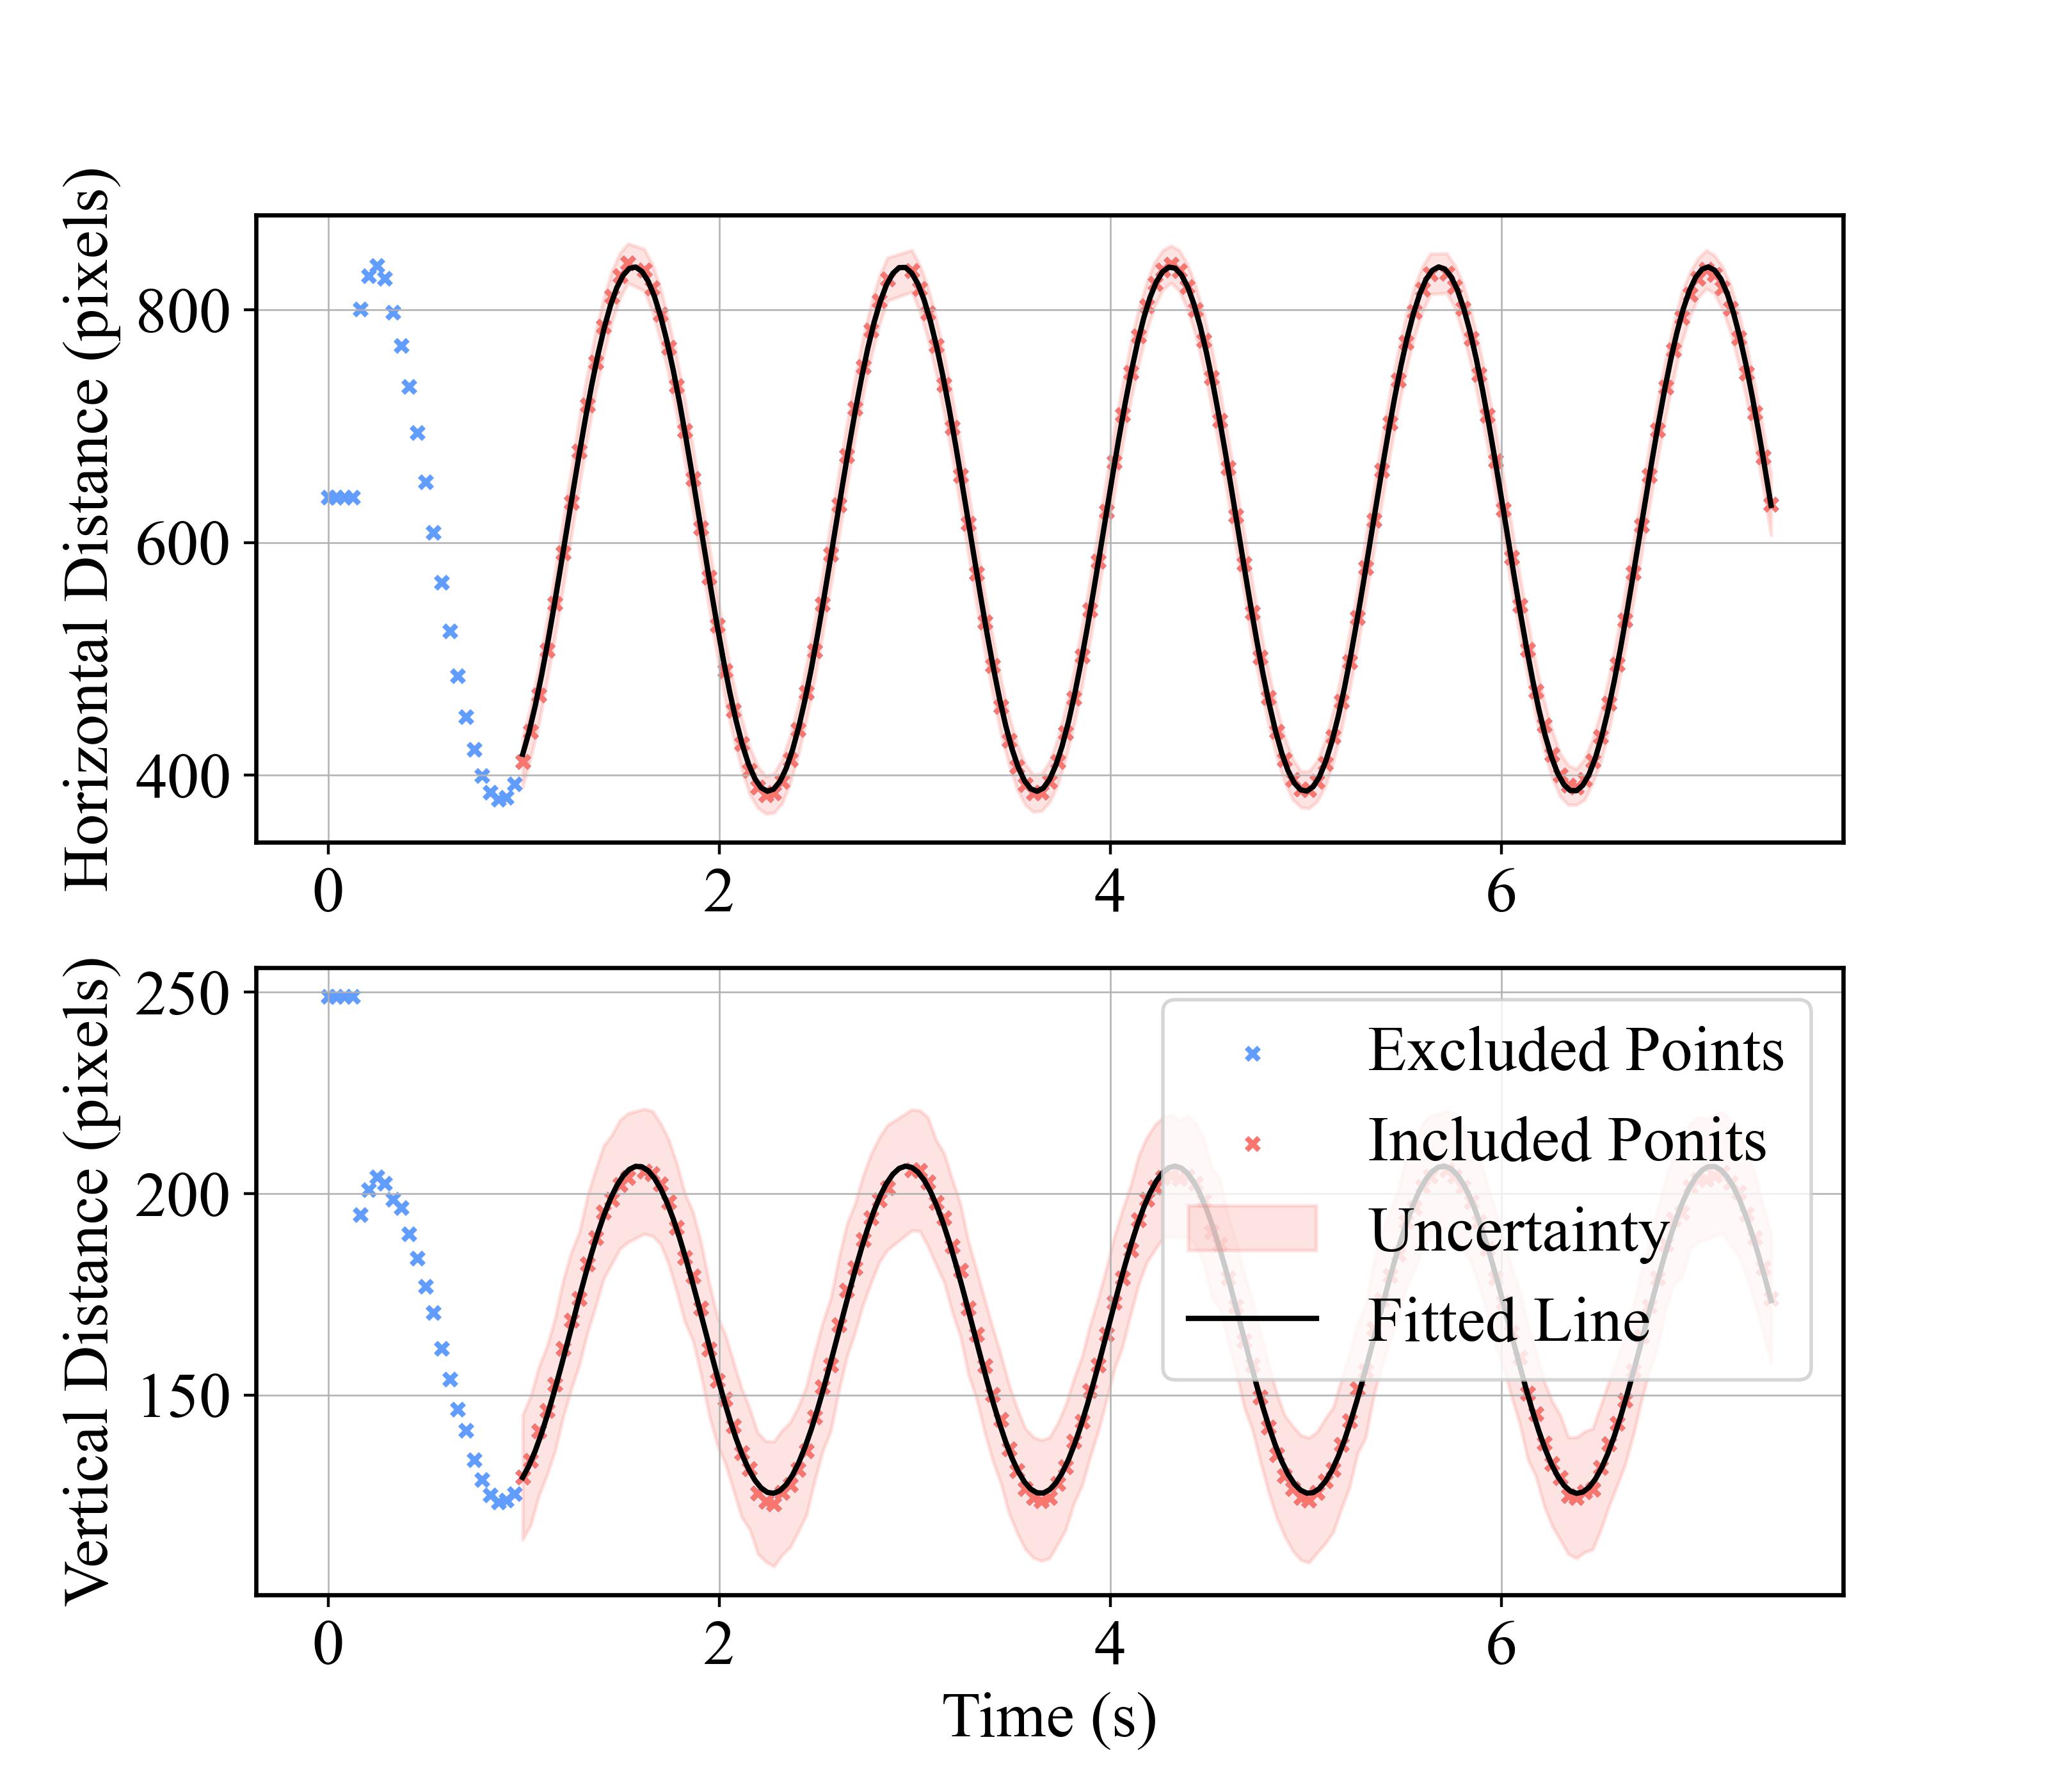 Horizontal Distance (pixels)
800
600
400
0 2 4 6
Vertical Distance (pixels)
250
200
150
Excluded Points
Included Ponits
Uncertainty
Fitted Line
0 2 4 6
Time (s)